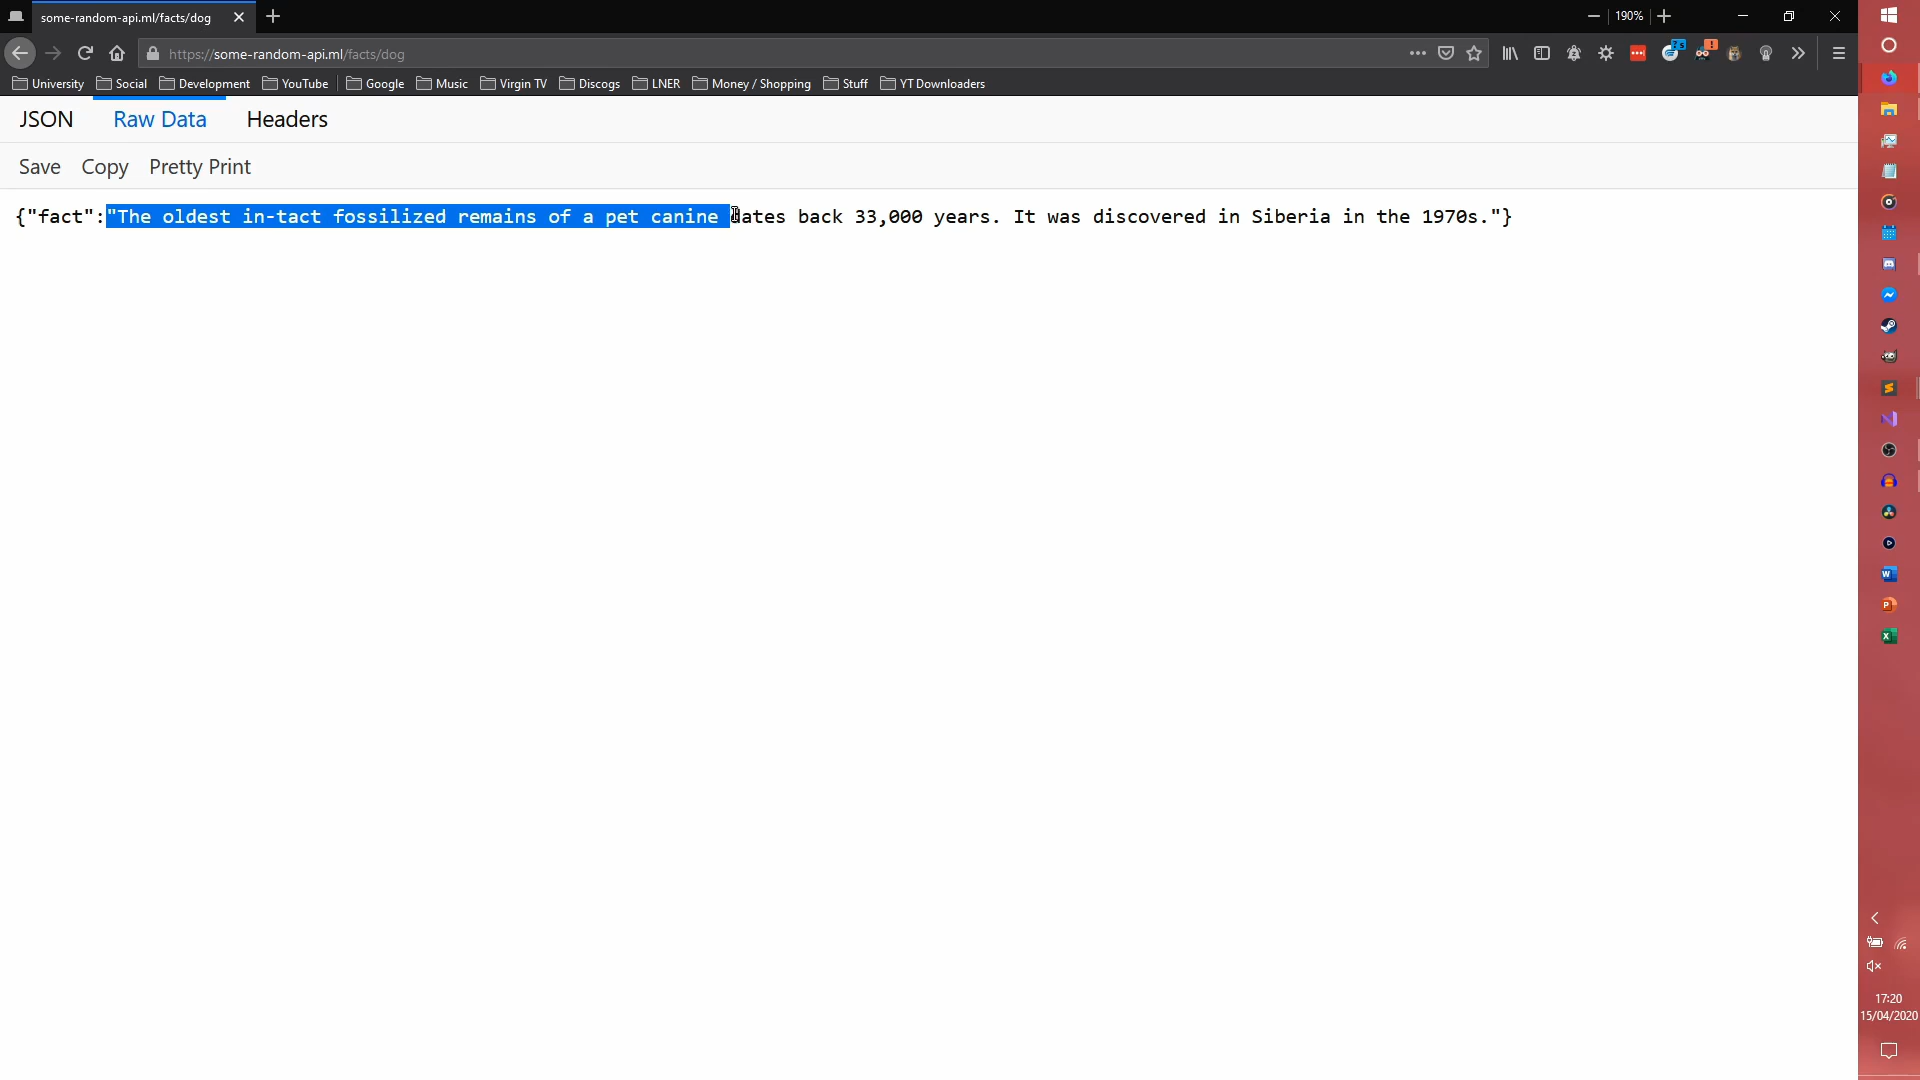 some-random-api.ml/facts/dog
190%
https://some-random-api.ml/facts/dog
University Social Development YouTube Google Music Virgin TV Discogs LNER Money / Shopping Stuff YT Downloaders
JSON Raw Data Headers
Save Copy Pretty Print
{"fact":"The oldest in-tact fossilized remains of a pet canine dates back 33,000 years. It was discovered in Siberia in the 1970s."}
17:20
15/04/2020